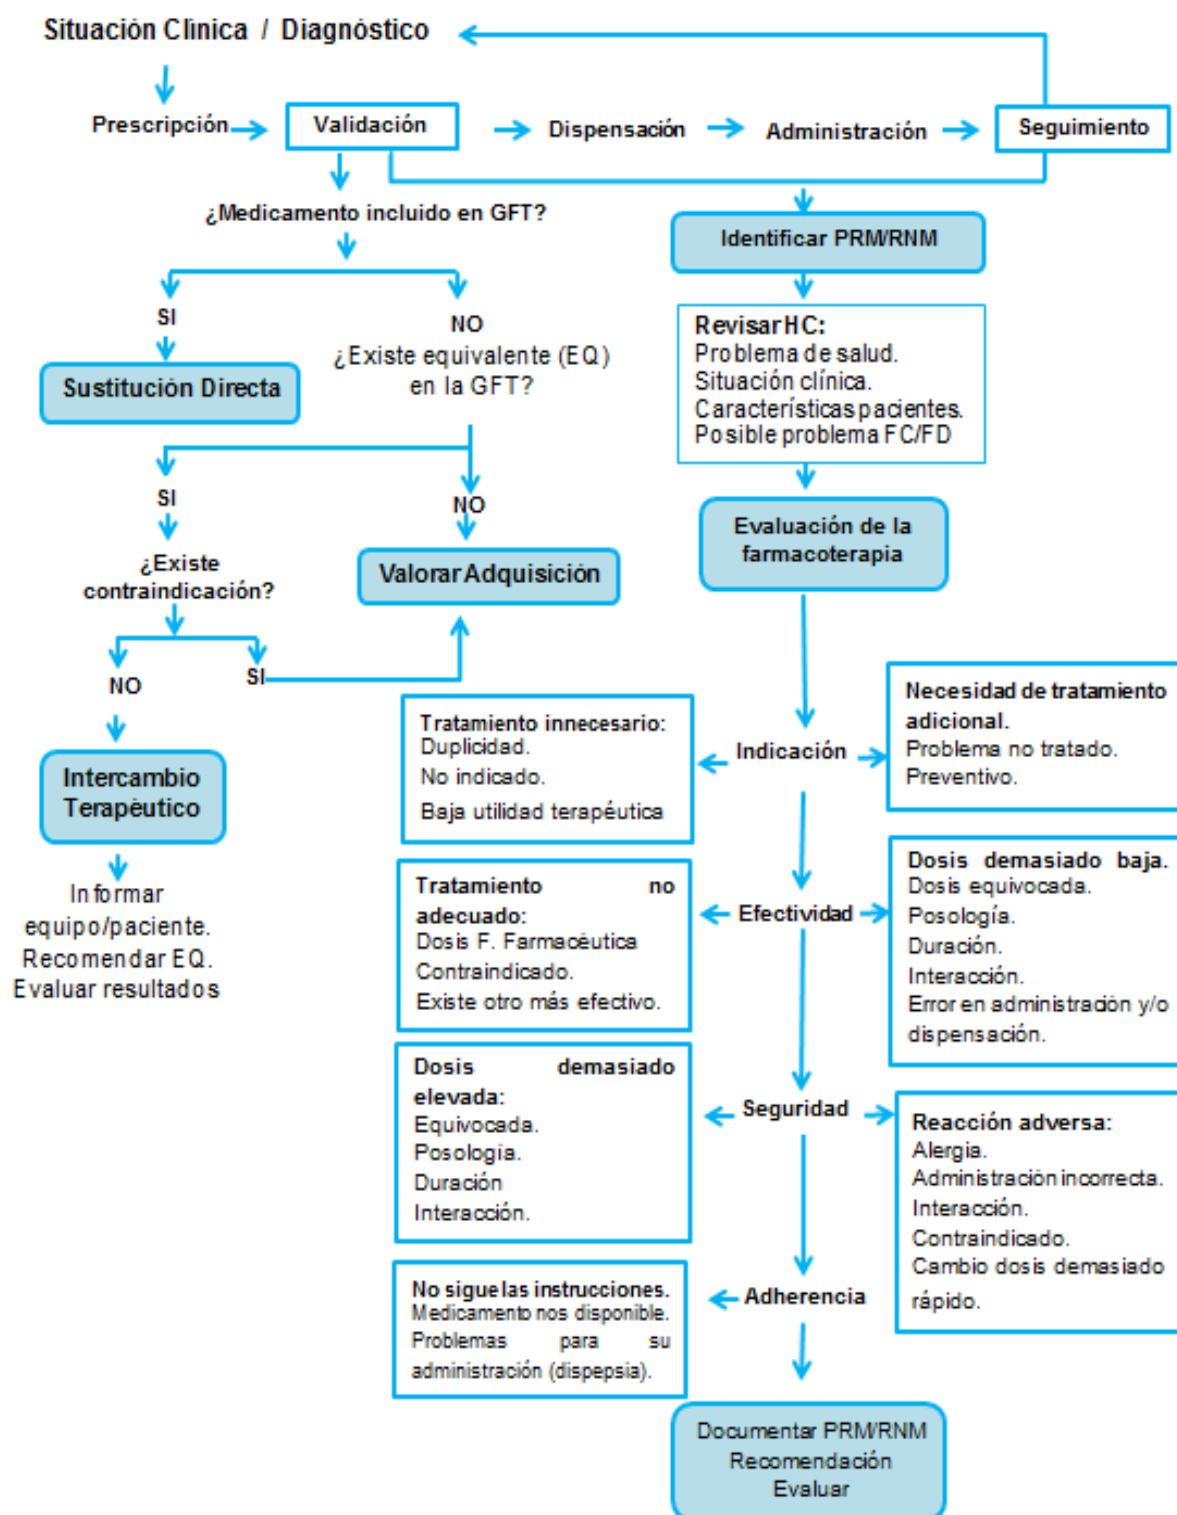 Situación Clínica / Diagnóstico
Prescripción
Validación
Dispensación
Administración
Seguimiento
¿Medicamento incluido en GFT?
SI
NO
Sustitución Directa
¿Existe equivalente (EQ)
en la GFT?
SI
NO
¿Existe
contraindicación?
Valorar Adquisición
NO
SI
Intercambio
Terapéutico
Informar
equipo/paciente.
Recomendar EQ.
Evaluar resultados
Identificar PRM/RNM
Revisar HC:
Problema de salud.
Situación clínica.
Características pacientes.
Posible problema FC/FD
Evaluación de la
farmacoterapia
Tratamiento innecesario:
Duplicidad.
No indicado.
Baja utilidad terapéutica
Indicación
Necesidad de tratamiento
adicional.
Problema no tratado.
Preventivo.
Tratamiento no
adecuado:
Dosis F. Farmacéutica
Contraindicado.
Existe otro más efectivo.
Efectividad
Dosis demasiado baja.
Dosis equivocada.
Posología.
Duración.
Interacción.
Error en administración y/o
dispensación.
Dosis demasiado
elevada:
Equivocada.
Posología.
Duración
Interacción.
Seguridad
Reacción adversa:
Alergia.
Administración incorrecta.
Interacción.
Contraindicado.
Cambio dosis demasiado
rápido.
No sigue las instrucciones.
Medicamento nos disponible.
Problemas para su
administración (dispepsia).
Adherencia
Documentar PRM/RNM
Recomendación
Evaluar